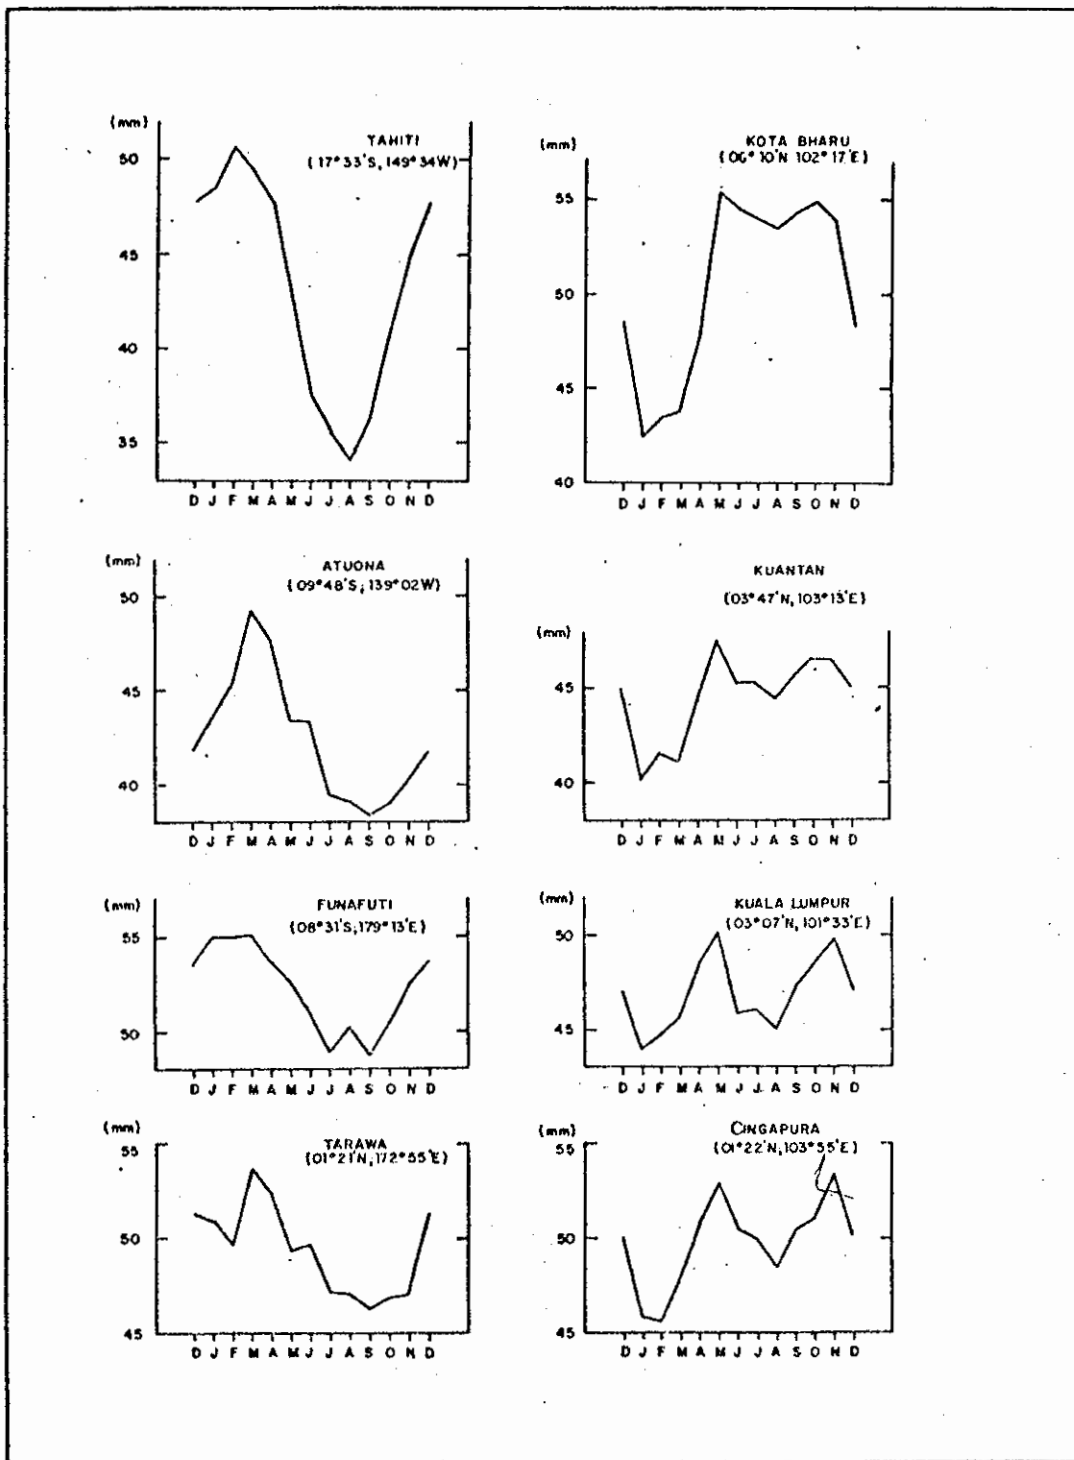 (mm)
TAHITI
(17°33'S, 149°34W)
50
45
40
35
D J F M A M J J A S O N D
(mm)
KOTA BHARU
(06°10'N 102°17'E)
55
50
45
40
D J F M A M J J A S O N D
(mm)
ATUONA
(09°48'S; 139°02W)
50
45
40
D J F M A M J J A S O N D
KUANTAN
(03°47'N, 103°13'E)
(mm)
45
40
D J F M A M J J A S O N D
(mm)
FUNAFUTI
(08°31'S; 179°13'E)
55
50
D J F M A M J J A S O N D
(mm)
KUALA LUMPUR
(03°07'N, 101°33'E)
50
45
D J F M A M J J A S O N D
(mm)
TARAWA
(01°21'N; 172°55'E)
55
50
45
D J F M A M J J A S O N D
(mm)
CINGAPURA
(01°22'N; 103°55'E)
55
50
45
D J F M A M J J A S O N D